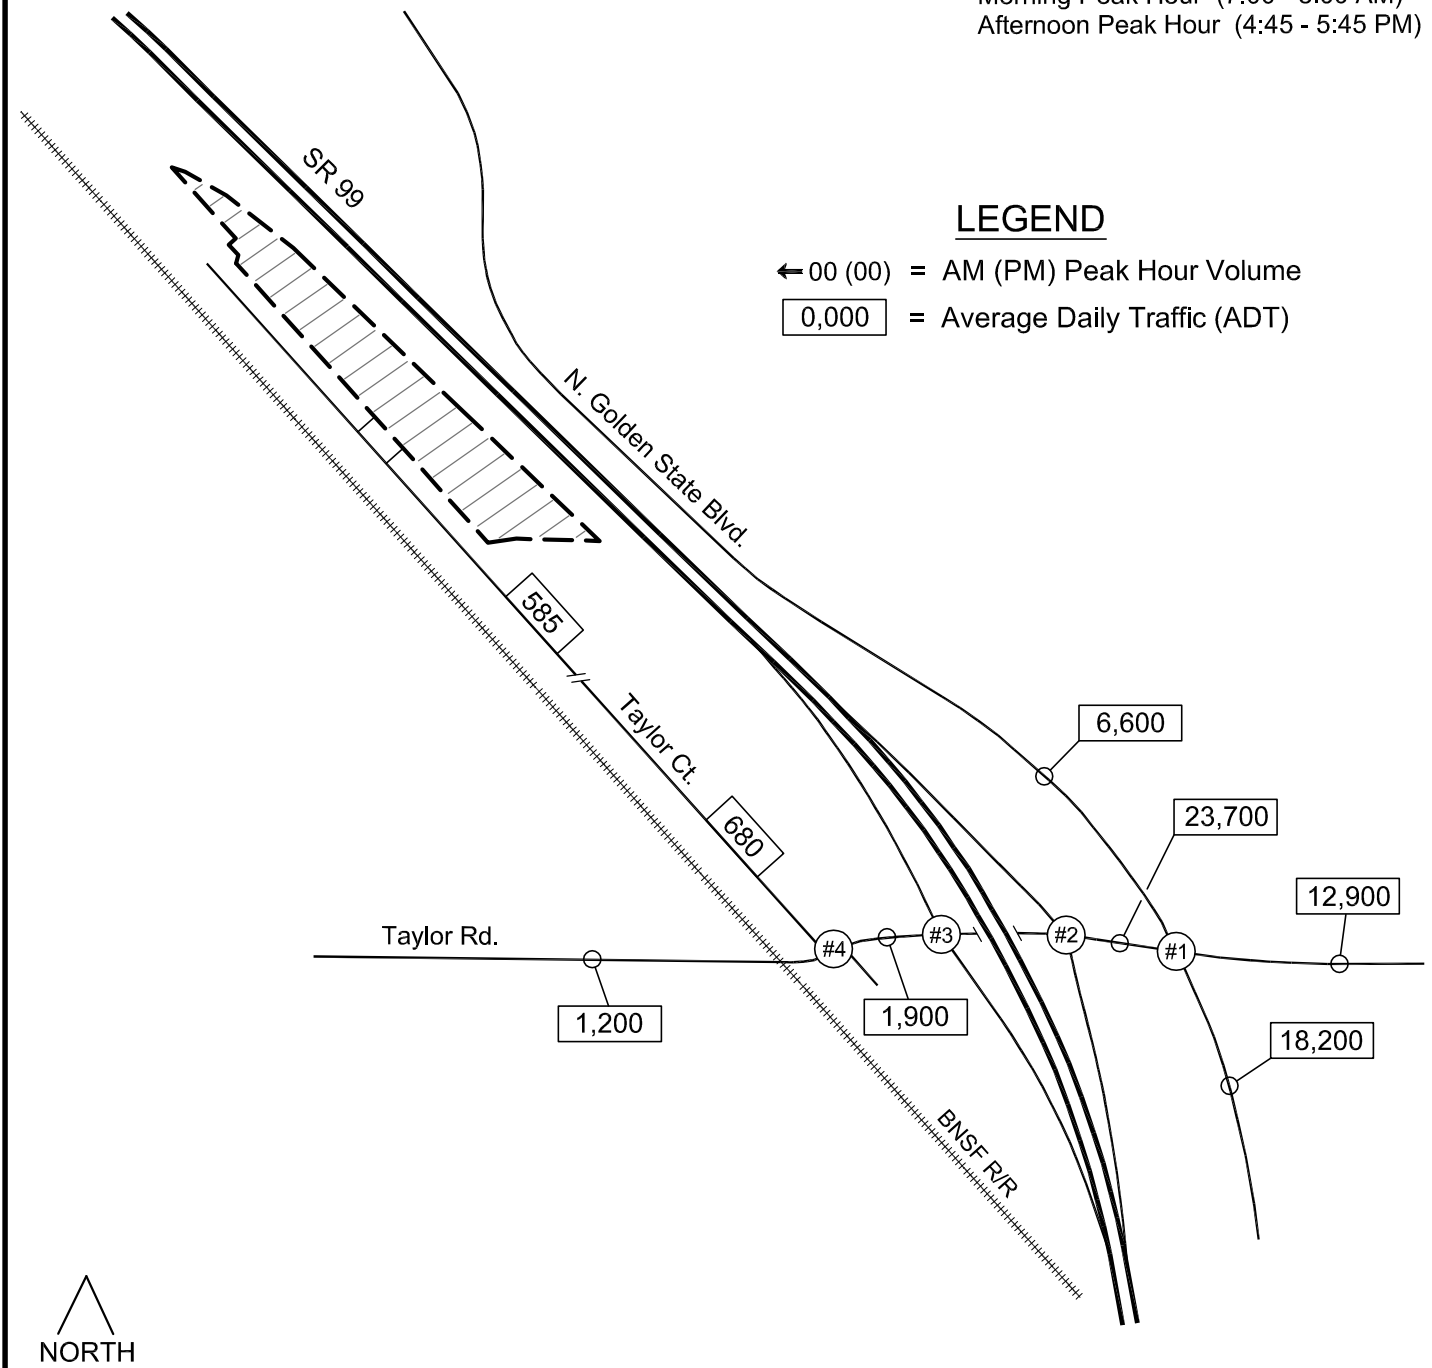 Afternoon Peak Hour (4:45 - 5:45 PM)
SR 99
LEGEND
00 (00) = AM (PM) Peak Hour Volume
0,000 = Average Daily Traffic (ADT)
N. Golden State Blvd.
585
Taylor Ct.
6,600
680
23,700
12,900
Taylor Rd.
#4
#3
#2
#1
1,200
1,900
18,200
BNSF R/R
NORTH